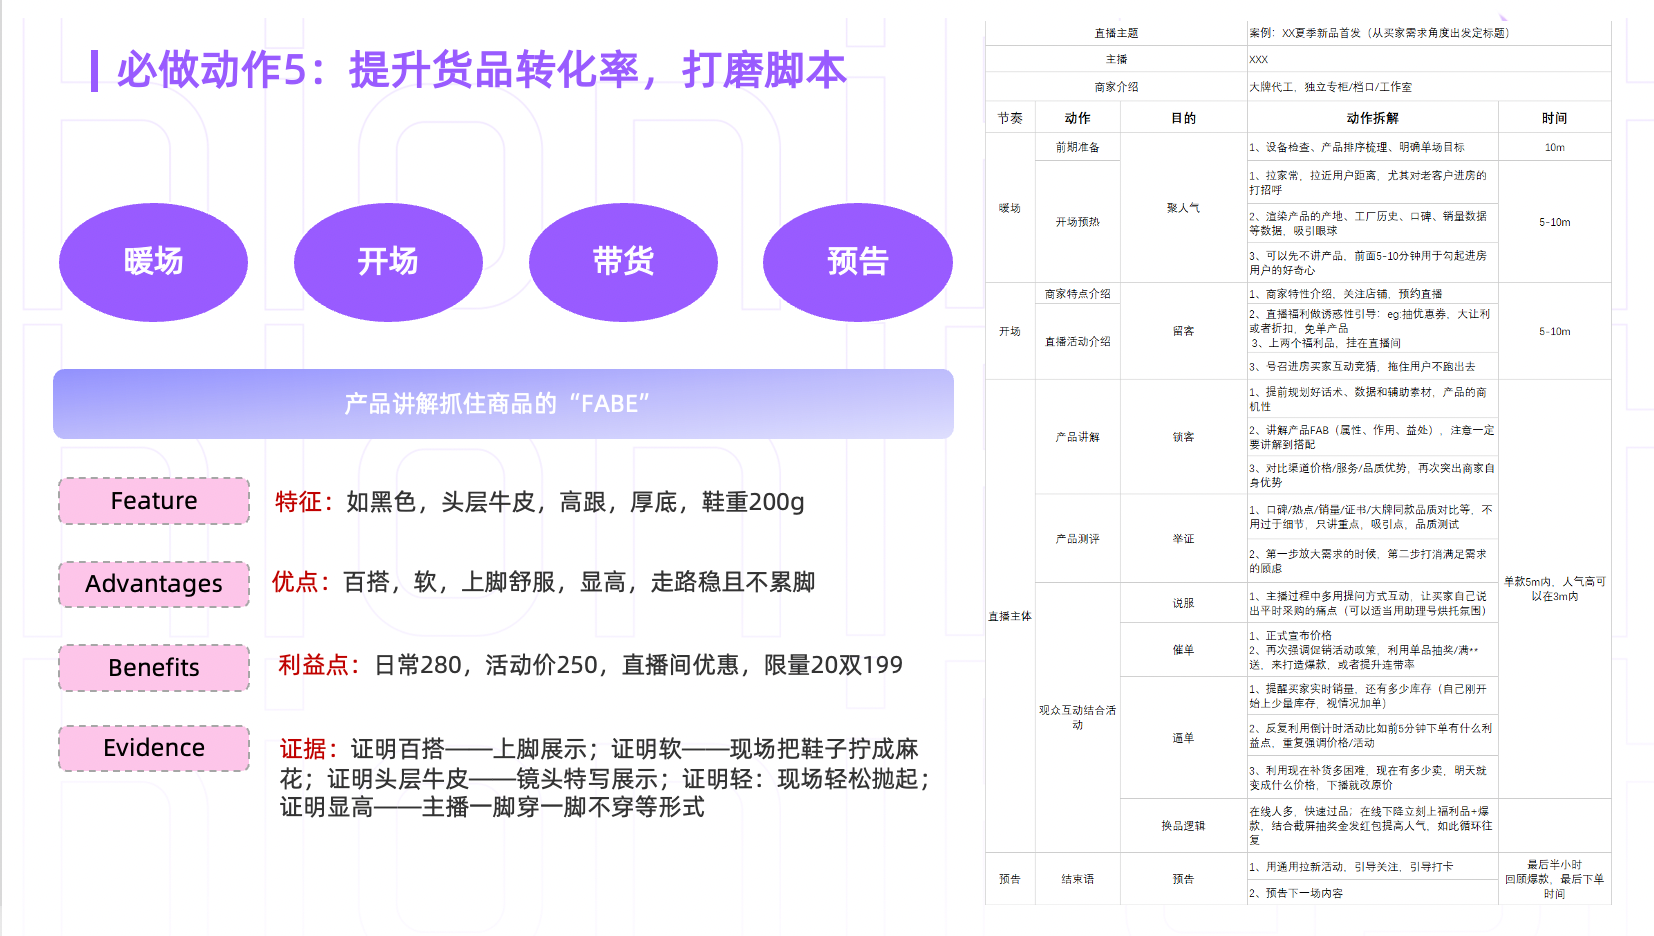 必做动作5：提升货品转化率，打磨脚本
暖场
开场
带货
预告
产品讲解抓住商品的“FABE”
Feature
特征：如黑色，头层牛皮，高跟，厚底，鞋重200g
Advantages
优点：百搭，软，上脚舒服，显高，走路稳且不累脚
Benefits
利益点：日常280，活动价250，直播间优惠，限量20双199
Evidence
证据：证明百搭——上脚展示；证明软——现场把鞋子拧成麻
花；证明头层牛皮——镜头特写展示；证明轻：现场轻松抛起；
证明显高——主播一脚穿一脚不穿等形式
直播主题
案例：XX夏季新品首发（从买家需求角度出发定标题）
主播
XXX
商家介绍
大牌代工，独立专柜/档口/工作室
节奏
动作
目的
动作拆解
时间
暖场
前期准备
聚人气
1、设备检查、产品排序梳理、明确单场目标
10m
开场预热
1、拉家常，拉近用户距离，尤其对老客户进房的
打招呼
2、渲染产品的产地、工厂历史、口碑、销量数据
等数据，吸引眼球
3、可以先不讲产品，前面5-10分钟用于勾起进房
用户的好奇心
5-10m
开场
商家特点介绍
留客
1、商家特性介绍，关注店铺，预约直播
直播活动介绍
2、直播福利做诱惑性引导：eg:抽优惠券，大让利
或者折扣，免单产品
3、上两个福利品，挂在直播间
3、号召进房买家互动竞猜，拖住用户不跑出去
5-10m
直播主体
产品讲解
锁客
1、提前规划好话术、数据和辅助素材，产品的商
机性
2、讲解产品FAB（属性、作用、益处），注意一定
要讲解到搭配
3、对比渠道价格/服务/品质优势，再次突出商家自
身优势
产品测评
举证
1、口碑/热点/销量/证书/大牌同款品质对比等，不
用过于细节，只讲重点，吸引点，品质测试
2、第一步放大需求的时候，第二步打消满足需求
的顾虑
单款5m内，人气高可
以在3m内
观众互动结合活
动
说服
1、主播过程中多用提问方式互动，让买家自己说
出平时采购的痛点（可以适当用助理号烘托氛围）
催单
1、正式宣布价格
2、再次强调促销活动政策，利用单品抽奖/满**
送，来打造爆款，或者提升连带率
逼单
1、提醒买家实时销量，还有多少库存（自己刚开
始上少量库存，视情况加单）
2、反复利用倒计时活动比如前5分钟下单有什么利
益点，重复强调价格/活动
3、利用现在补货多困难，现在有多少卖，明天就
变成什么价格，下播就改原价
换品逻辑
在线人多，快速过品；在线下降立刻上福利品+爆
款，结合截屏抽奖金发红包提高人气，如此循环往
复
预告
结束语
预告
1、用通用拉新活动，引导关注，引导打卡
2、预告下一场内容
最后半小时
回顾爆款，最后下单
时间